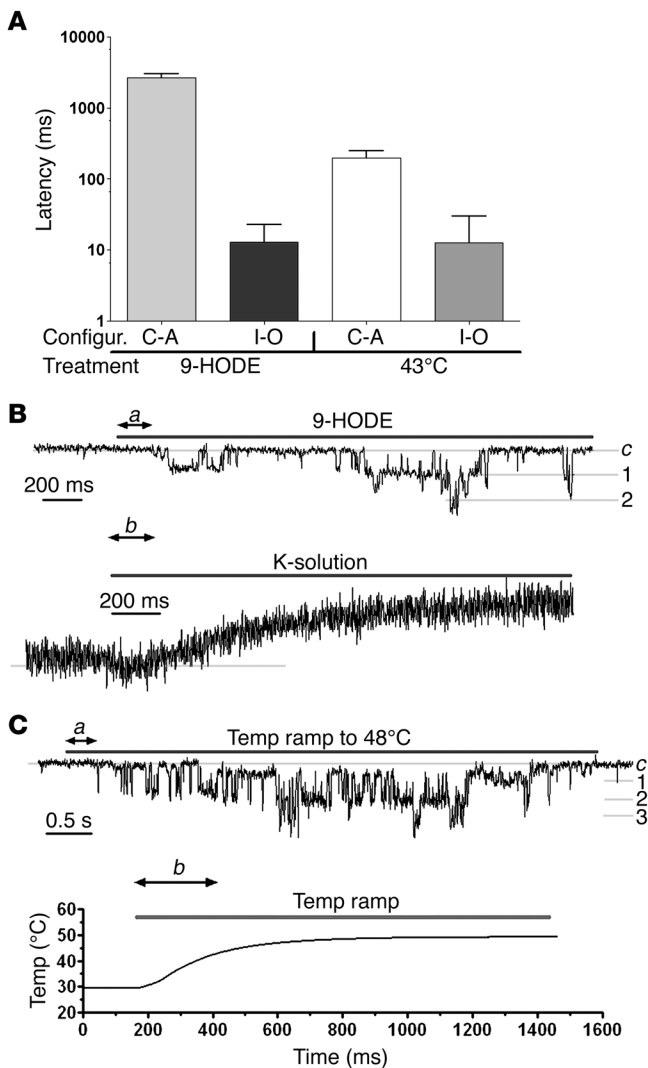 A
10000
1000
100
10
1
Latency (ms)
Configur. C-A I-O C-A I-O
Treatment 9-HODE 43°C
B
a 9-HODE
c
1
2
200 ms
b
K-solution
200 ms
C
a Temp ramp to 48°C
c
1
2
3
0.5 s
b
Temp ramp
60
50
40
30
20
Temp (°C)
0 200 400 600 800 1000 1200 1400 1600
Time (ms)